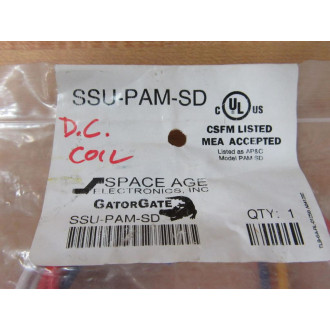 SSU-PAM-SD
C UL US
D.C.
COIL
CSFM LISTED
MEA ACCEPTED
Listed as AP&C
Model PAM SD
SPACE AGE
ELECTRONICS, INC
GATORGATE
SSU-PAM-SD
QTY: 1